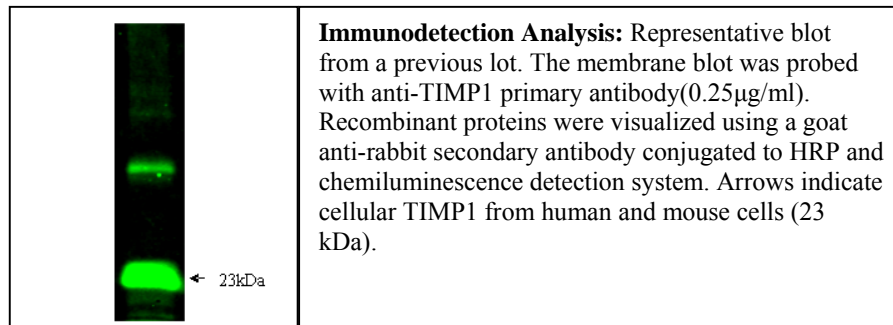 23kDa
Immunodetection Analysis: Representative blot
from a previous lot. The membrane blot was probed
with anti-TIMP1 primary antibody(0.25µg/ml).
Recombinant proteins were visualized using a goat
anti-rabbit secondary antibody conjugated to HRP and
chemiluminescence detection system. Arrows indicate
cellular TIMP1 from human and mouse cells (23
kDa).